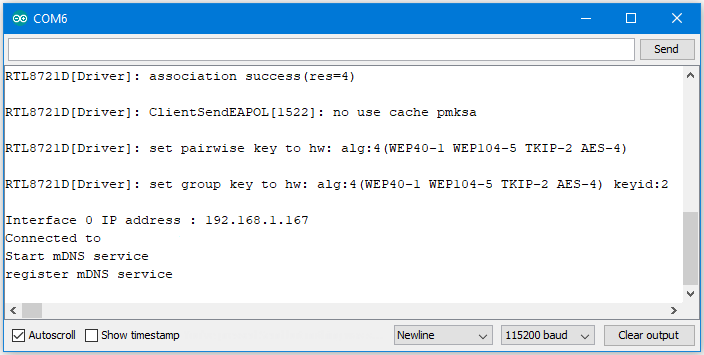 COM6
Send
RTL8721D[Driver]: association success(res=4)
RTL8721D[Driver]: ClientSendEAPOL[1522]: no use cache pmksa
RTL8721D[Driver]: set pairwise key to hw: alg:4(WEP40-1 WEP104-5 TKIP-2 AES-4)
RTL8721D[Driver]: set group key to hw: alg:4(WEP40-1 WEP104-5 TKIP-2 AES-4) keyid:2
Interface 0 IP address : 192.168.1.167
Connected to
Start mDNS service
register mDNS service
Autoscroll Show timestamp Newline 115200 baud Clear output